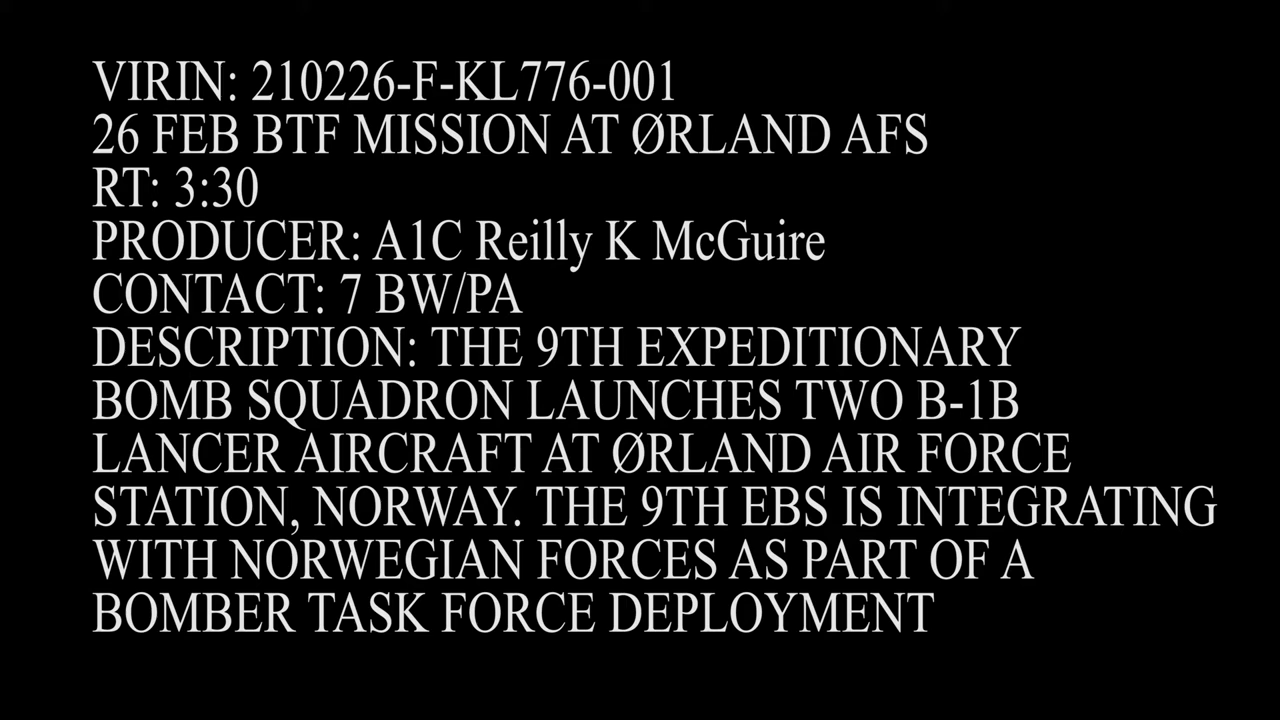 VIRIN: 210226-F-KL776-001
26 FEB BTF MISSION AT ØRLAND AFS
RT: 3:30
PRODUCER: A1C Reilly K McGuire
CONTACT: 7 BW/PA
DESCRIPTION: THE 9TH EXPEDITIONARY
BOMB SQUADRON LAUNCHES TWO B-1B
LANCER AIRCRAFT AT ØRLAND AIR FORCE
STATION, NORWAY. THE 9TH EBS IS INTEGRATING
WITH NORWEGIAN FORCES AS PART OF A
BOMBER TASK FORCE DEPLOYMENT